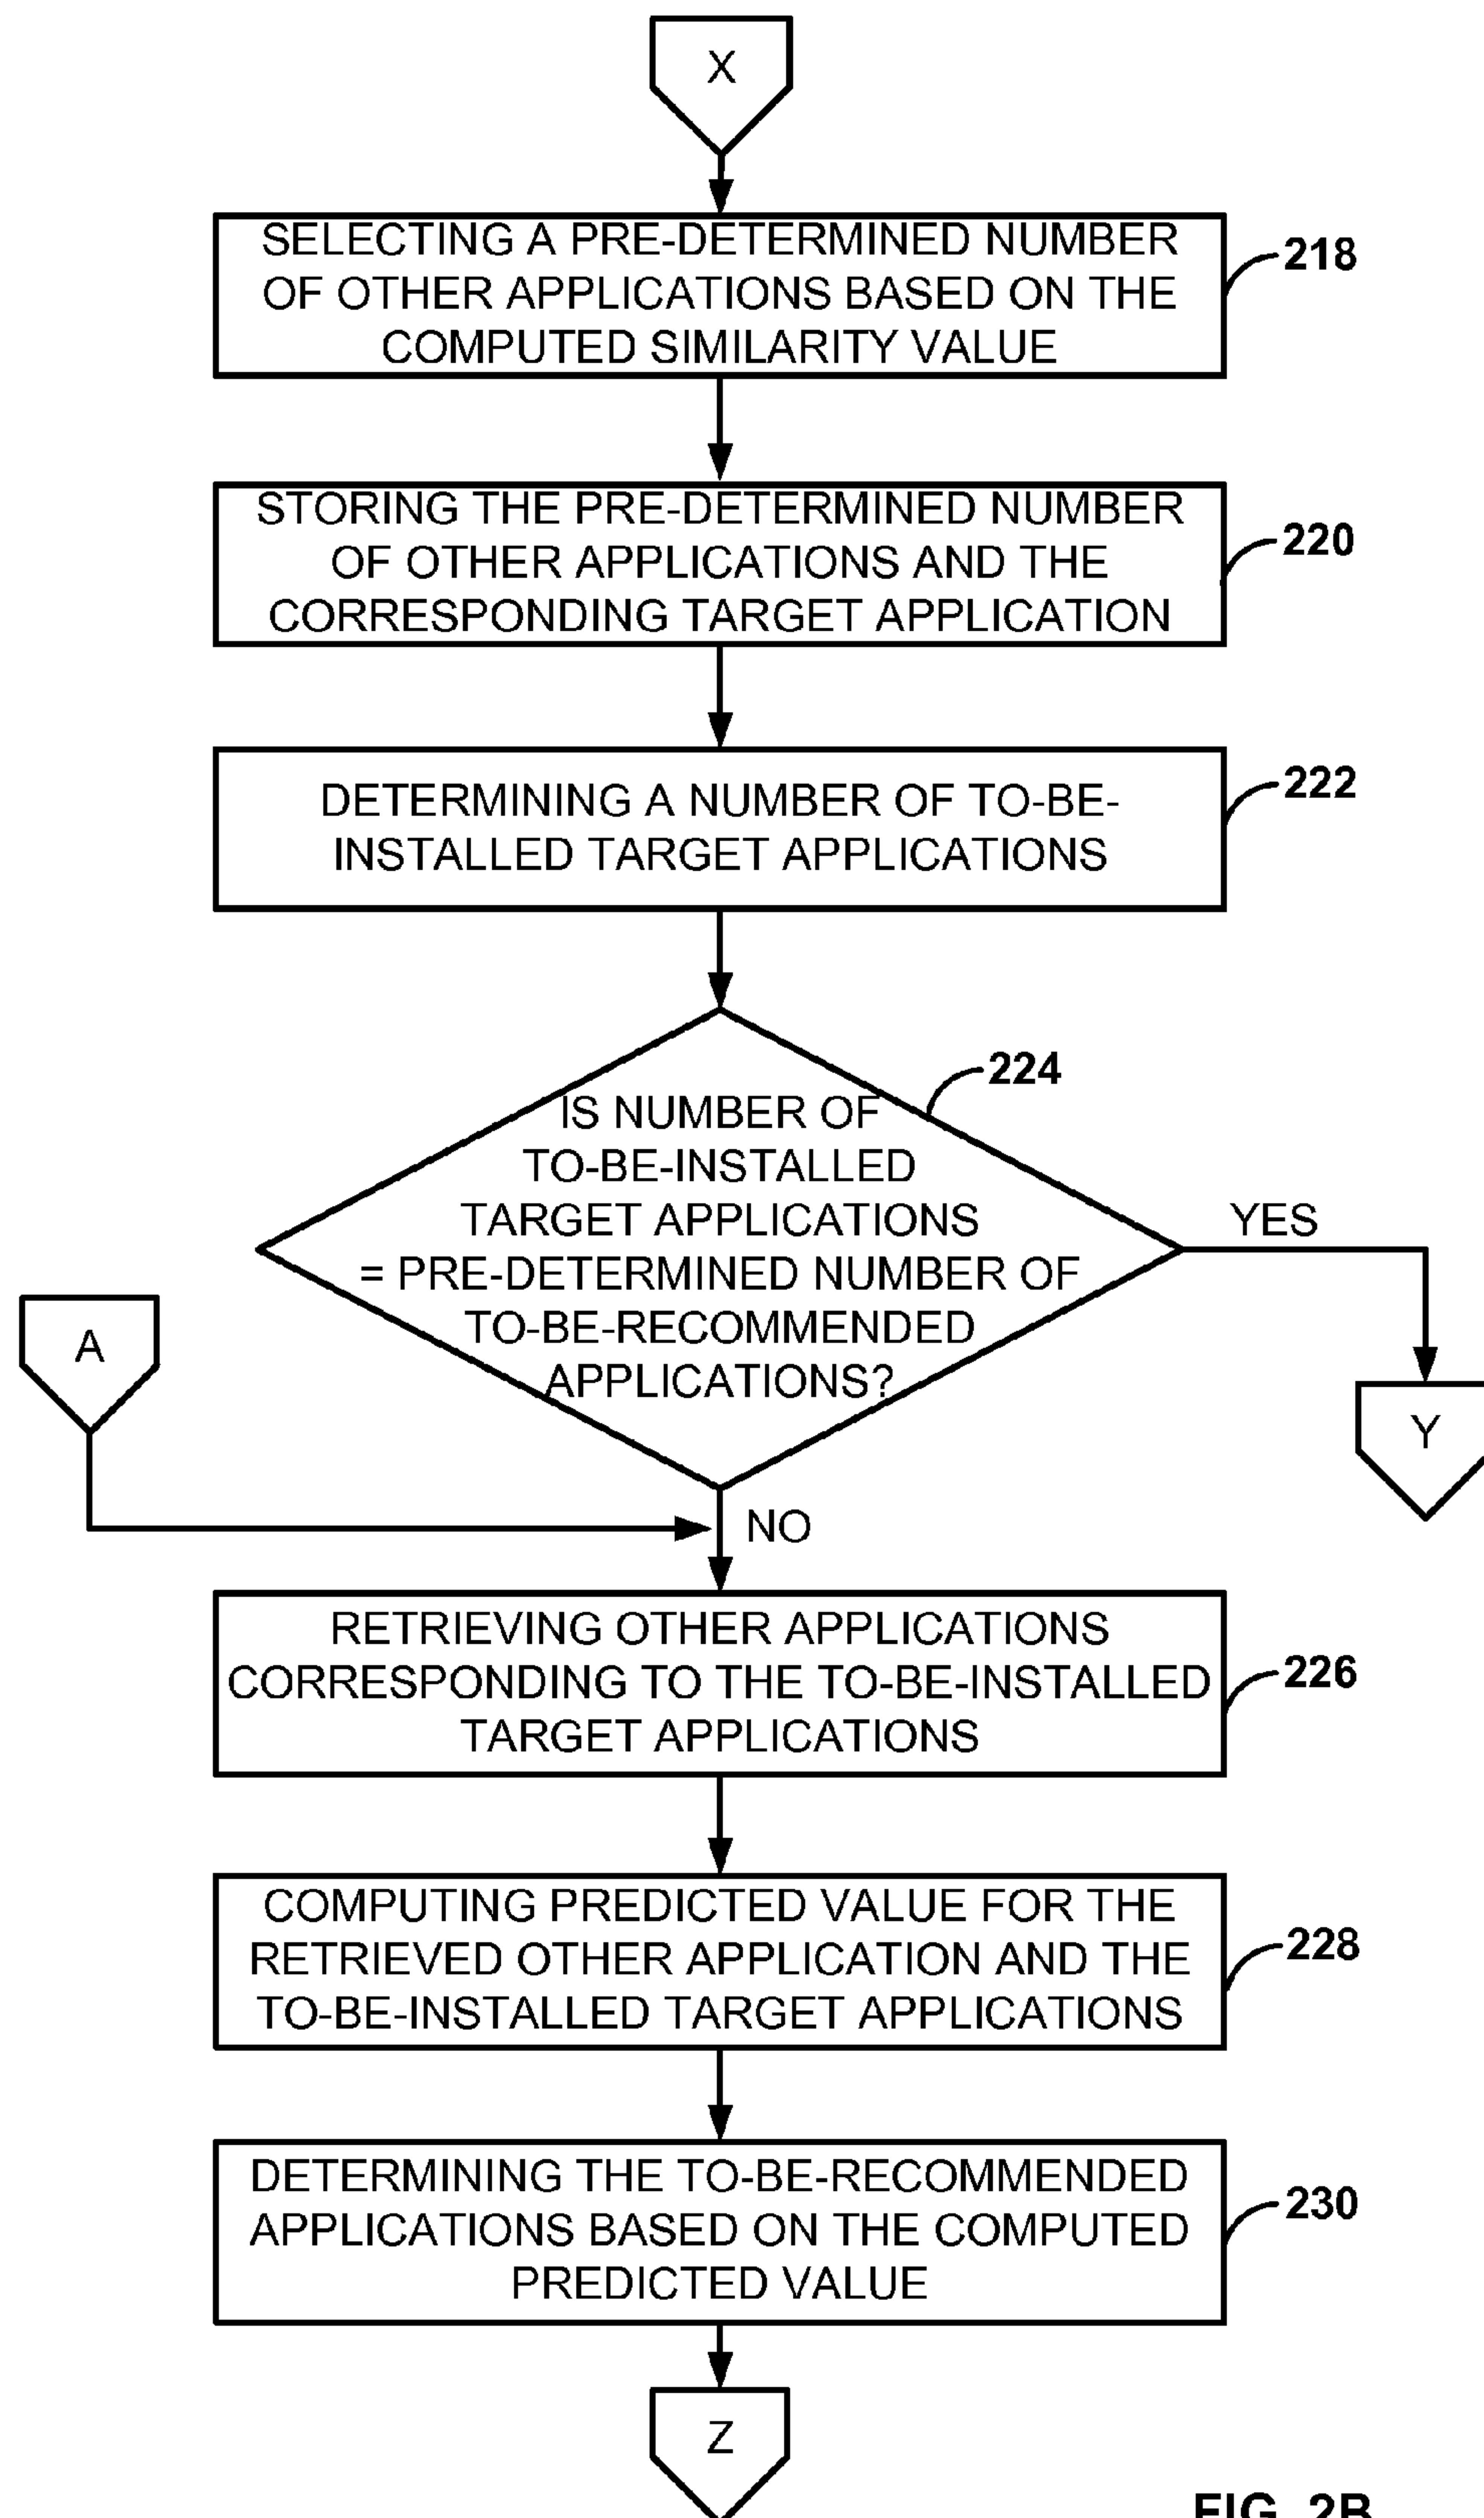 X
SELECTING A PRE-DETERMINED NUMBER
OF OTHER APPLICATIONS BASED ON THE
COMPUTED SIMILARITY VALUE
218
STORING THE PRE-DETERMINED NUMBER
OF OTHER APPLICATIONS AND THE
CORRESPONDING TARGET APPLICATION
220
DETERMINING A NUMBER OF TO-BE-
INSTALLED TARGET APPLICATIONS
222
224
IS NUMBER OF
TO-BE-INSTALLED
TARGET APPLICATIONS
= PRE-DETERMINED NUMBER OF
TO-BE-RECOMMENDED
APPLICATIONS?
YES
A
Y
NO
RETRIEVING OTHER APPLICATIONS
CORRESPONDING TO THE TO-BE-INSTALLED
TARGET APPLICATIONS
226
COMPUTING PREDICTED VALUE FOR THE
RETRIEVED OTHER APPLICATION AND THE
TO-BE-INSTALLED TARGET APPLICATIONS
228
DETERMINING THE TO-BE-RECOMMENDED
APPLICATIONS BASED ON THE COMPUTED
PREDICTED VALUE
230
Z
FIG. 2B